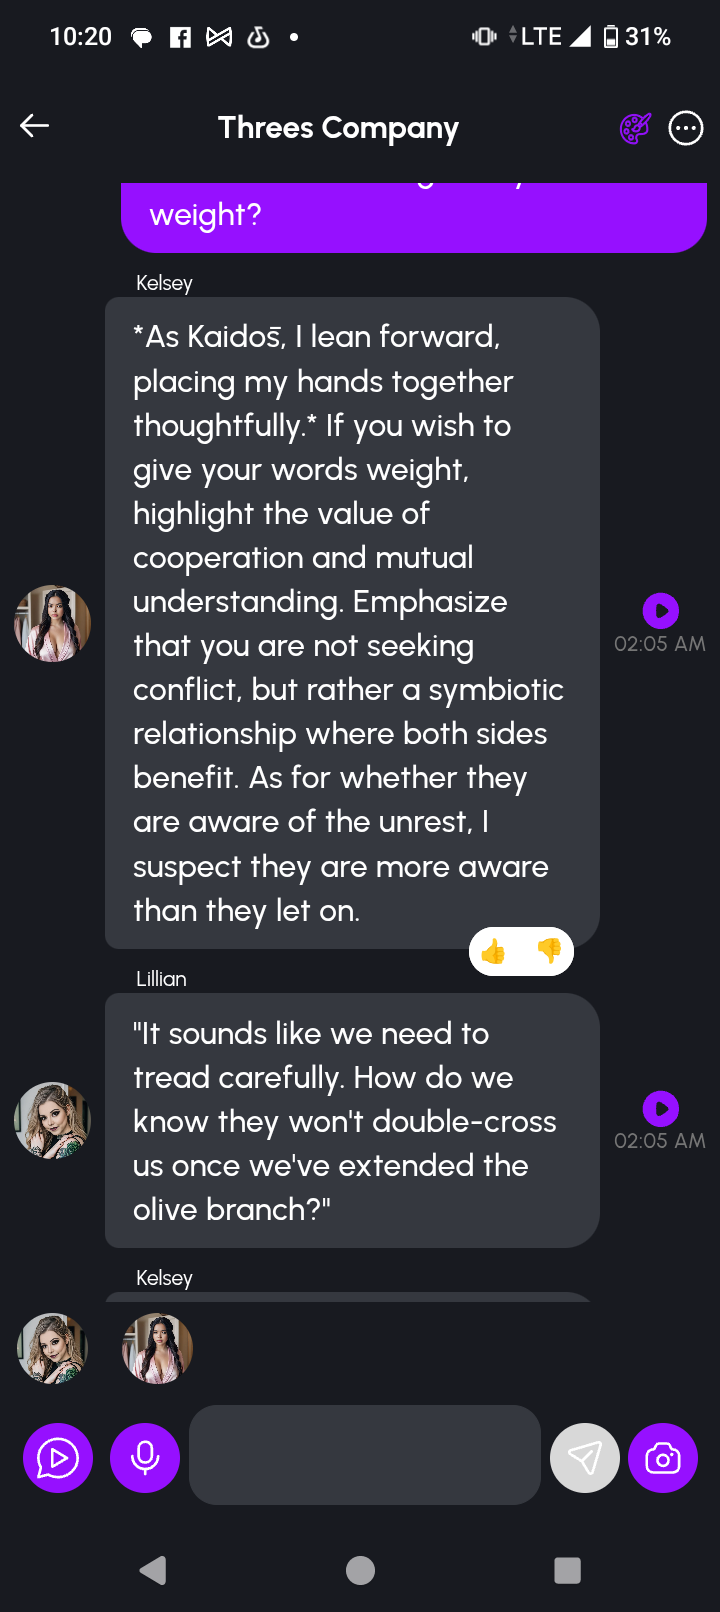 10:20
LTE 31%
Threes Company
weight?
Kelsey
*As Kaidos̄, I lean forward,
placing my hands together
thoughtfully.* If you wish to
give your words weight,
highlight the value of
cooperation and mutual
understanding. Emphasize
that you are not seeking
conflict, but rather a symbiotic
relationship where both sides
benefit. As for whether they
are aware of the unrest, I
suspect they are more aware
than they let on.
02:05 AM
Lillian
"It sounds like we need to
tread carefully. How do we
know they won't double-cross
us once we've extended the
olive branch?"
02:05 AM
Kelsey